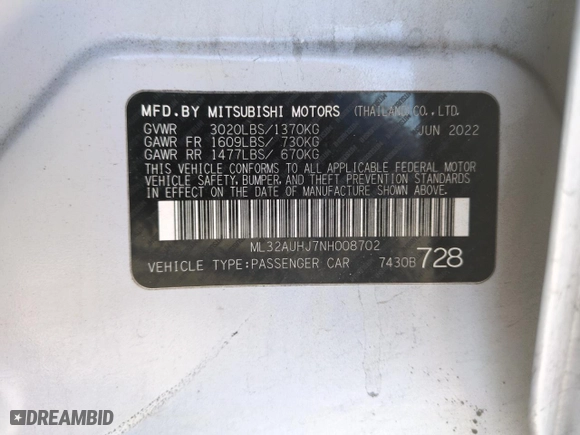 MFD.BY MITSUBISHI MOTORS (THAILAND)CO.,LTD.
GVWR 3020LBS/1370KG JUN 2022
GAWR FR 1609LBS/ 730KG
GAWR RR 1477LBS/ 670KG
THIS VEHICLE CONFORMS TO ALL APPLICABLE FEDERAL MOTOR
VEHICLE SAFETY, BUMPER, AND THEFT PREVENTION STANDARDS
IN EFFECT ON THE DATE OF MANUFACTURE SHOWN ABOVE.
ML32AUHJ7NH008702
VEHICLE TYPE:PASSENGER CAR 7430B 728
DREAMBID